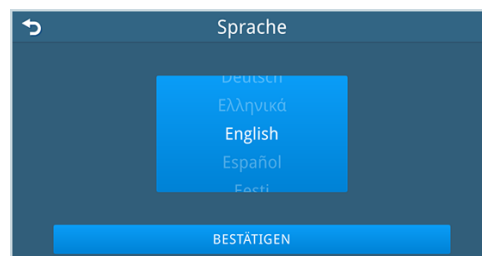 Sprache
Deutsch
Ελληνικά
English
Español
Eesti
BESTÄTIGEN